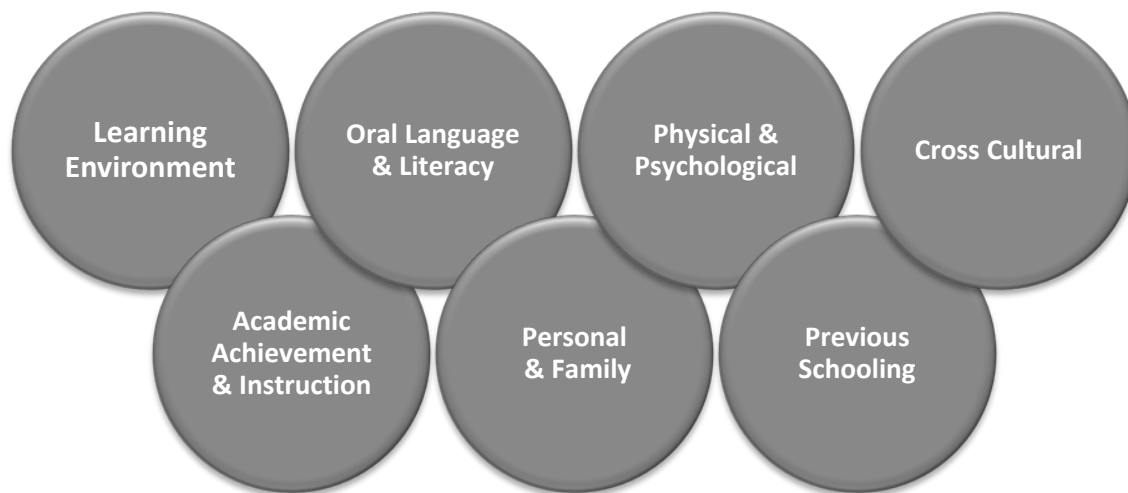 Learning
Environment
Oral Language
& Literacy
Physical &
Psychological
Cross Cultural
Academic
Achievement
& Instruction
Personal
& Family
Previous
Schooling